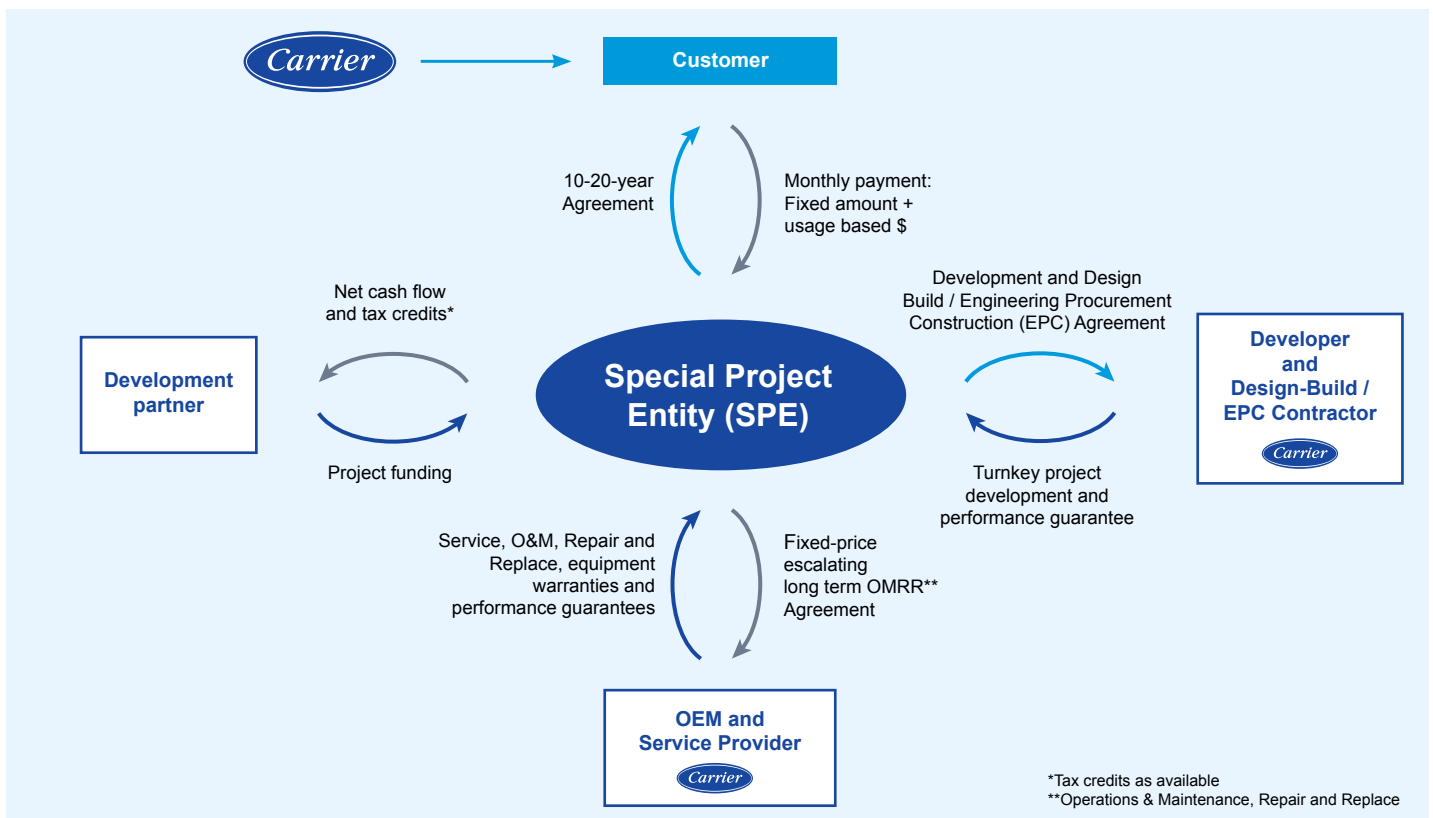 Carrier
Customer
10-20-year
Agreement
Monthly payment:
Fixed amount +
usage based $
Net cash flow
and tax credits*
Development and Design
Build / Engineering Procurement
Construction (EPC) Agreement
Development
partner
Special Project
Entity (SPE)
Developer
and
Design-Build /
EPC Contractor
Carrier
Project funding
Turnkey project
development and
performance guarantee
Service, O&M, Repair and
Replace, equipment
warranties and
performance guarantees
Fixed-price
escalating
long term OMRR**
Agreement
OEM and
Service Provider
Carrier
*Tax credits as available
**Operations & Maintenance, Repair and Replace